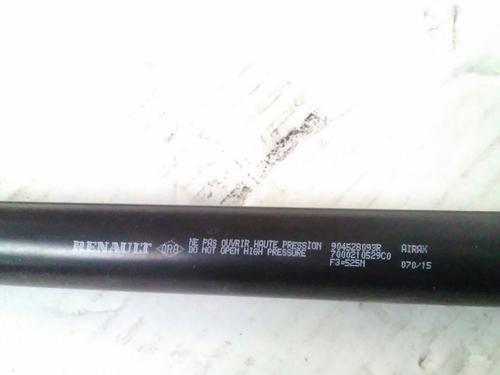 RENAULT
NE PAS OUVRIR HAUTE PRESSION
DO NOT OPEN HIGH PRESSURE
904528093R
7000210529C0
F3=525N
AIRAX
070/15